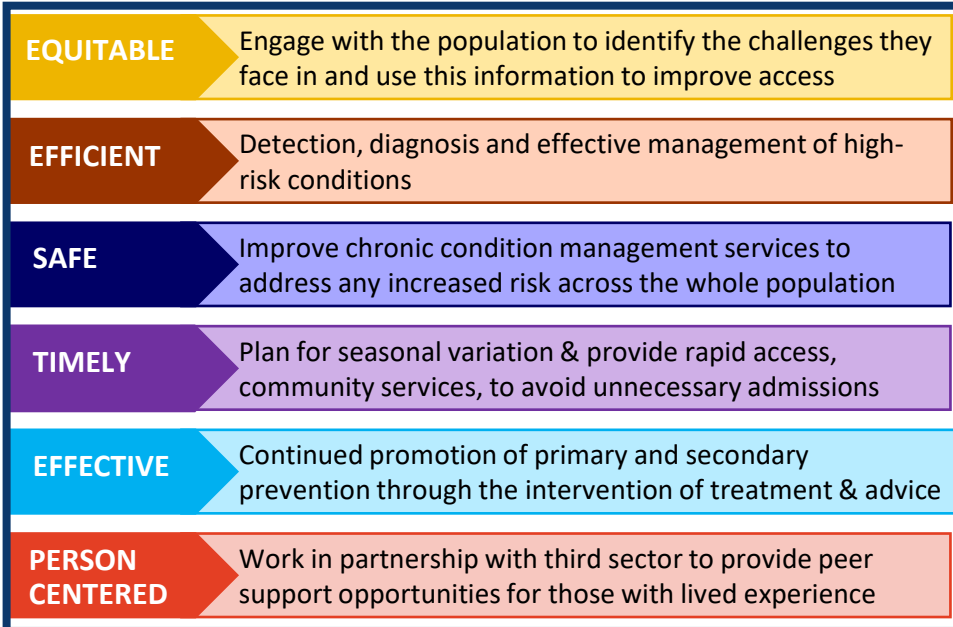 EQUITABLE
Engage with the population to identify the challenges they
face in and use this information to improve access
EFFICIENT
Detection, diagnosis and effective management of high-
risk conditions
SAFE
Improve chronic condition management services to
address any increased risk across the whole population
TIMELY
Plan for seasonal variation & provide rapid access,
community services, to avoid unnecessary admissions
EFFECTIVE
Continued promotion of primary and secondary
prevention through the intervention of treatment & advice
PERSON
CENTERED
Work in partnership with third sector to provide peer
support opportunities for those with lived experience